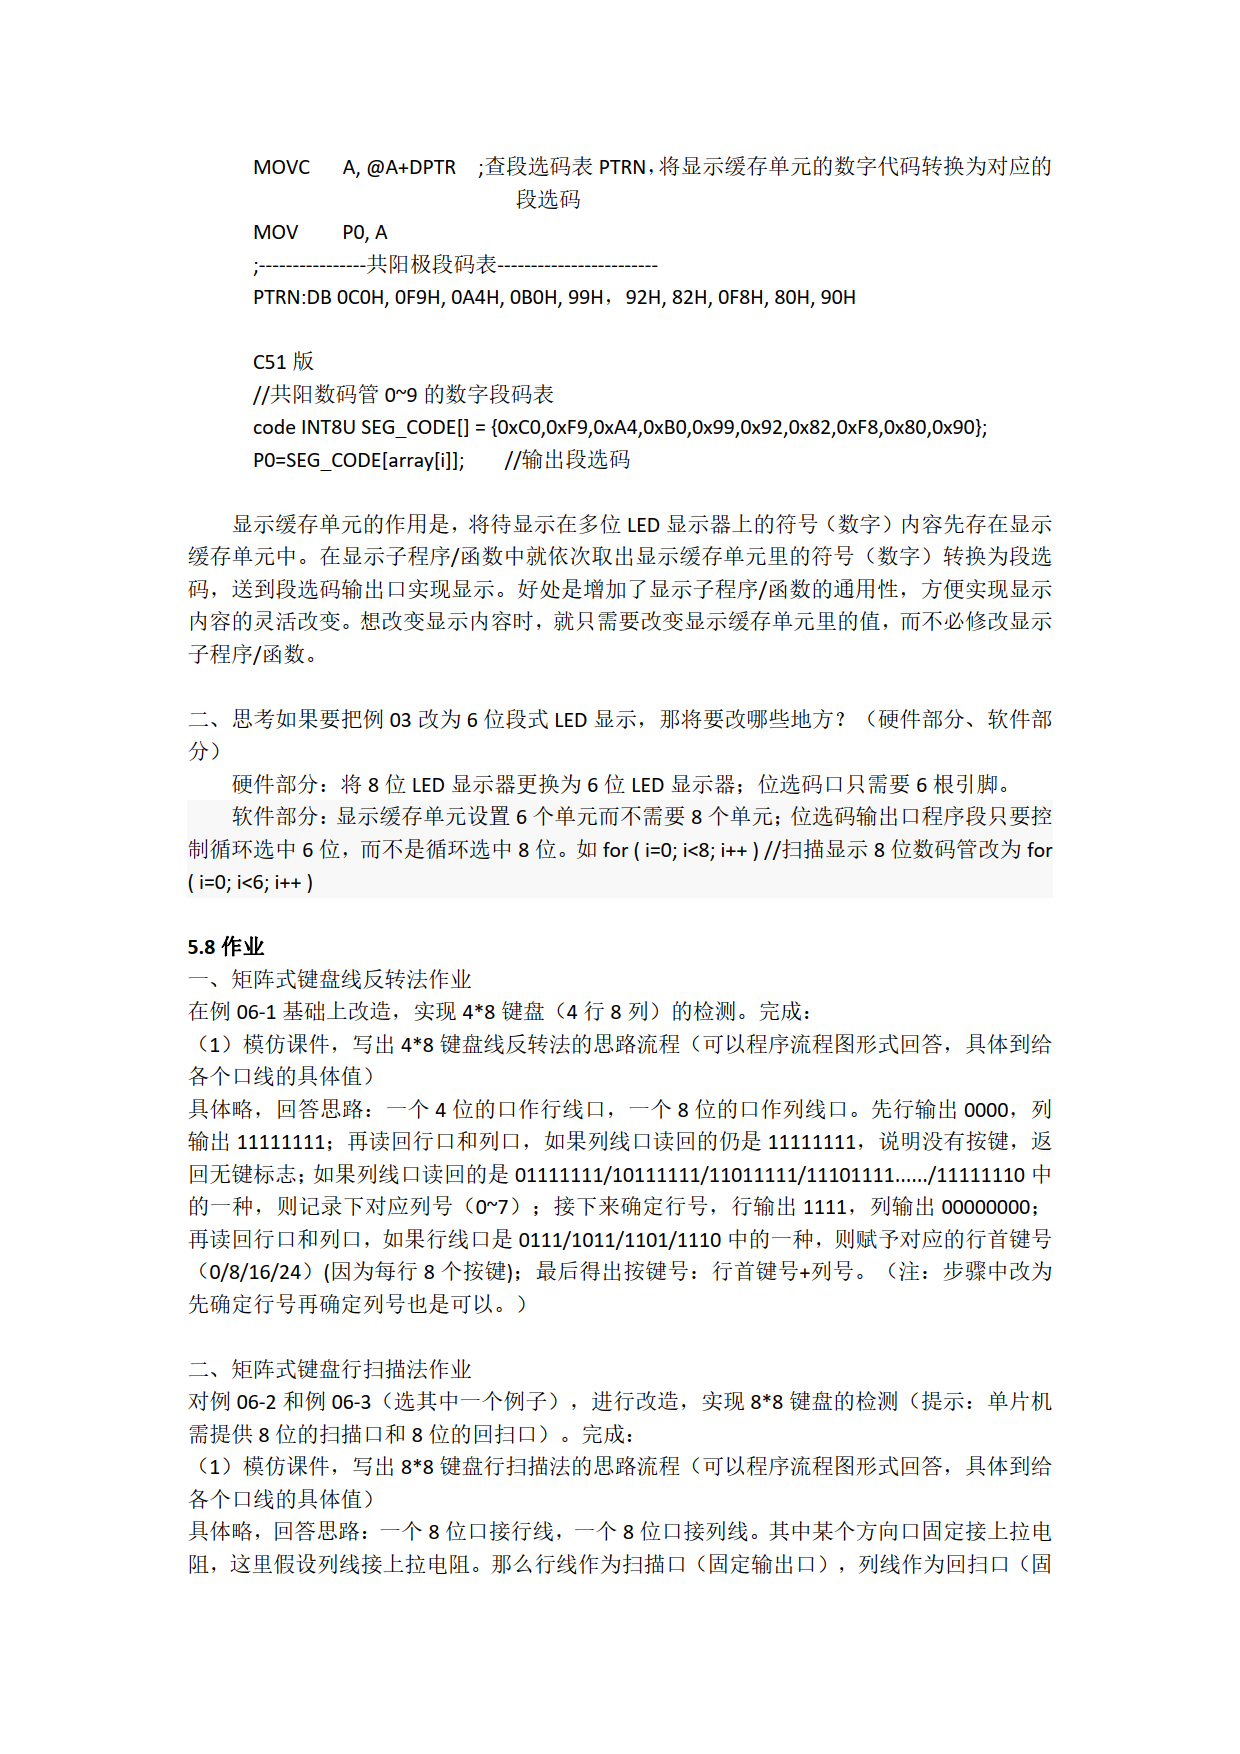 MOVC A, @A+DPTR ;查段选码表 PTRN，将显示缓存单元的数字代码转换为对应的
段选码
MOV P0, A
;----------------共阳极段码表------------------------
PTRN:DB 0C0H, 0F9H, 0A4H, 0B0H, 99H，92H, 82H, 0F8H, 80H, 90H
C51 版
//共阳数码管 0~9 的数字段码表
code INT8U SEG_CODE[] = {0xC0,0xF9,0xA4,0xB0,0x99,0x92,0x82,0xF8,0x80,0x90};
P0=SEG_CODE[array[i]]; //输出段选码
显示缓存单元的作用是，将待显示在多位 LED 显示器上的符号（数字）内容先存在显示
缓存单元中。在显示子程序/函数中就依次取出显示缓存单元里的符号（数字）转换为段选
码，送到段选码输出口实现显示。好处是增加了显示子程序/函数的通用性，方便实现显示
内容的灵活改变。想改变显示内容时，就只需要改变显示缓存单元里的值，而不必修改显示
子程序/函数。
二、思考如果要把例 03 改为 6 位段式 LED 显示，那将要改哪些地方？（硬件部分、软件部
分）
硬件部分：将 8 位 LED 显示器更换为 6 位 LED 显示器；位选码口只需要 6 根引脚。
软件部分：显示缓存单元设置 6 个单元而不需要 8 个单元；位选码输出口程序段只要控
制循环选中 6 位，而不是循环选中 8 位。如 for ( i=0; i<8; i++ ) //扫描显示 8 位数码管改为 for
( i=0; i<6; i++ )
5.8 作业
一、矩阵式键盘线反转法作业
在例 06-1 基础上改造，实现 4*8 键盘（4 行 8 列）的检测。完成：
（1）模仿课件，写出 4*8 键盘线反转法的思路流程（可以程序流程图形式回答，具体到给
各个口线的具体值）
具体略，回答思路：一个 4 位的口作行线口，一个 8 位的口作列线口。先行输出 0000，列
输出 11111111；再读回行口和列口，如果列线口读回的仍是 11111111，说明没有按键，返
回无键标志；如果列线口读回的是 01111111/10111111/11011111/11101111....../11111110 中
的一种，则记录下对应列号（0~7）；接下来确定行号，行输出 1111，列输出 00000000；
再读回行口和列口，如果行线口是 0111/1011/1101/1110 中的一种，则赋予对应的行首键号
（0/8/16/24）(因为每行 8 个按键)；最后得出按键号：行首键号+列号。（注：步骤中改为
先确定行号再确定列号也是可以。）
二、矩阵式键盘行扫描法作业
对例 06-2 和例 06-3（选其中一个例子），进行改造，实现 8*8 键盘的检测（提示：单片机
需提供 8 位的扫描口和 8 位的回扫口）。完成：
（1）模仿课件，写出 8*8 键盘行扫描法的思路流程（可以程序流程图形式回答，具体到给
各个口线的具体值）
具体略，回答思路：一个 8 位口接行线，一个 8 位口接列线。其中某个方向口固定接上拉电
阻，这里假设列线接上拉电阻。那么行线作为扫描口（固定输出口），列线作为回扫口（固